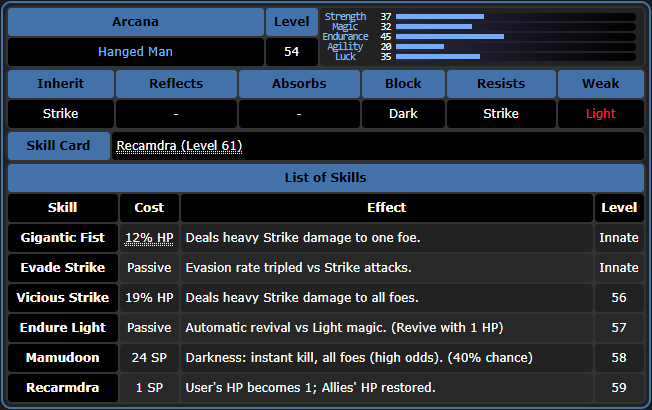 Arcana Level
Hanged Man 54
Strength 37
Magic 32
Endurance 45
Agility 20
Luck 35
Inherit Reflects Absorbs Block Resists Weak
Strike - - Dark Strike Light
Skill Card Recamdra (Level 61)
List of Skills
Skill Cost Effect Level
Gigantic Fist 12% HP Deals heavy Strike damage to one foe. Innate
Evade Strike Passive Evasion rate tripled vs Strike attacks. Innate
Vicious Strike 19% HP Deals heavy Strike damage to all foes. 56
Endure Light Passive Automatic revival vs Light magic. (Revive with 1 HP) 57
Mamudoon 24 SP Darkness: instant kill, all foes (high odds). (40% chance) 58
Recarmdra 1 SP User's HP becomes 1; Allies' HP restored. 59